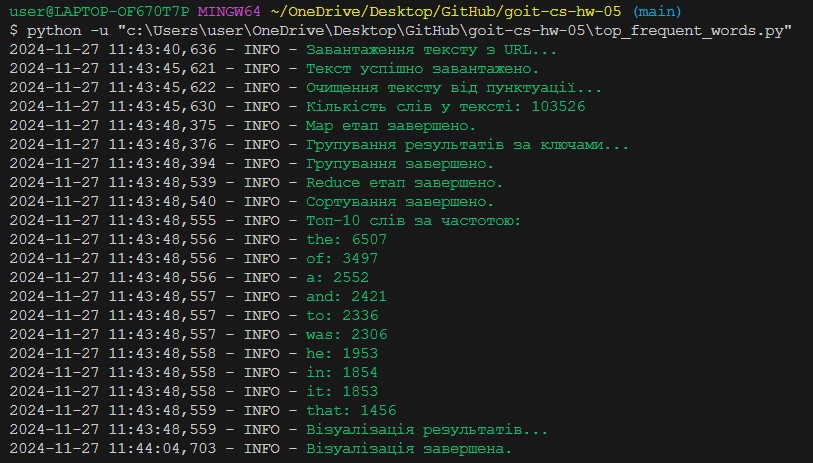 user@LAPTOP-OF670T7P MINGW64 ~/OneDrive/Desktop/GitHub/goit-cs-hw-05 (main)
$ python -u "c:\Users\user\OneDrive\Desktop\GitHub\goit-cs-hw-05\top_frequent_words.py"
2024-11-27 11:43:40,636 - INFO - Завантаження тексту з URL...
2024-11-27 11:43:45,621 - INFO - Текст успішно завантажено.
2024-11-27 11:43:45,622 - INFO - Очищення тексту від пунктуації...
2024-11-27 11:43:45,630 - INFO - Кількість слів у тексті: 103526
2024-11-27 11:43:48,375 - INFO - Map етап завершено.
2024-11-27 11:43:48,376 - INFO - Групування результатів за ключами...
2024-11-27 11:43:48,394 - INFO - Групування завершено.
2024-11-27 11:43:48,539 - INFO - Reduce етап завершено.
2024-11-27 11:43:48,540 - INFO - Сортування завершено.
2024-11-27 11:43:48,555 - INFO - Топ-10 слів за частотою:
2024-11-27 11:43:48,556 - INFO - the: 6507
2024-11-27 11:43:48,556 - INFO - of: 3497
2024-11-27 11:43:48,556 - INFO - a: 2552
2024-11-27 11:43:48,557 - INFO - and: 2421
2024-11-27 11:43:48,557 - INFO - to: 2336
2024-11-27 11:43:48,557 - INFO - was: 2306
2024-11-27 11:43:48,558 - INFO - he: 1953
2024-11-27 11:43:48,558 - INFO - in: 1854
2024-11-27 11:43:48,558 - INFO - it: 1853
2024-11-27 11:43:48,559 - INFO - that: 1456
2024-11-27 11:43:48,559 - INFO - Візуалізація результатів...
2024-11-27 11:44:04,703 - INFO - Візуалізація завершена.